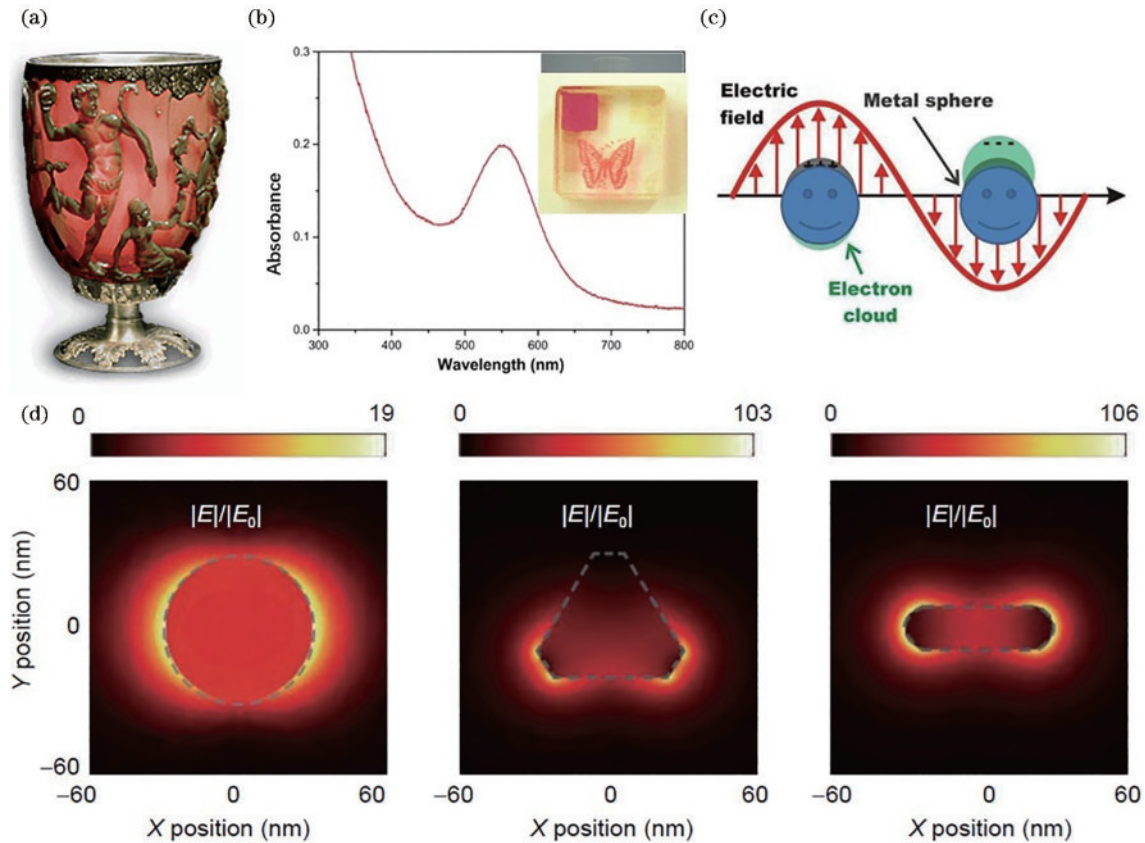 (a)
(b)
0.3
0.2
0.1
0.0
Absorbance
300 400 500 600 700 800
Wavelength (nm)
(c)
Electric
field
Metal sphere
Electron
cloud
(d)
0 19
0 103
0 106
|E|/|E0|
|E|/|E0|
|E|/|E0|
60
0
−60
Y position (nm)
−60 0 60
X position (nm)
−60 0 60
X position (nm)
−60 0 60
X position (nm)